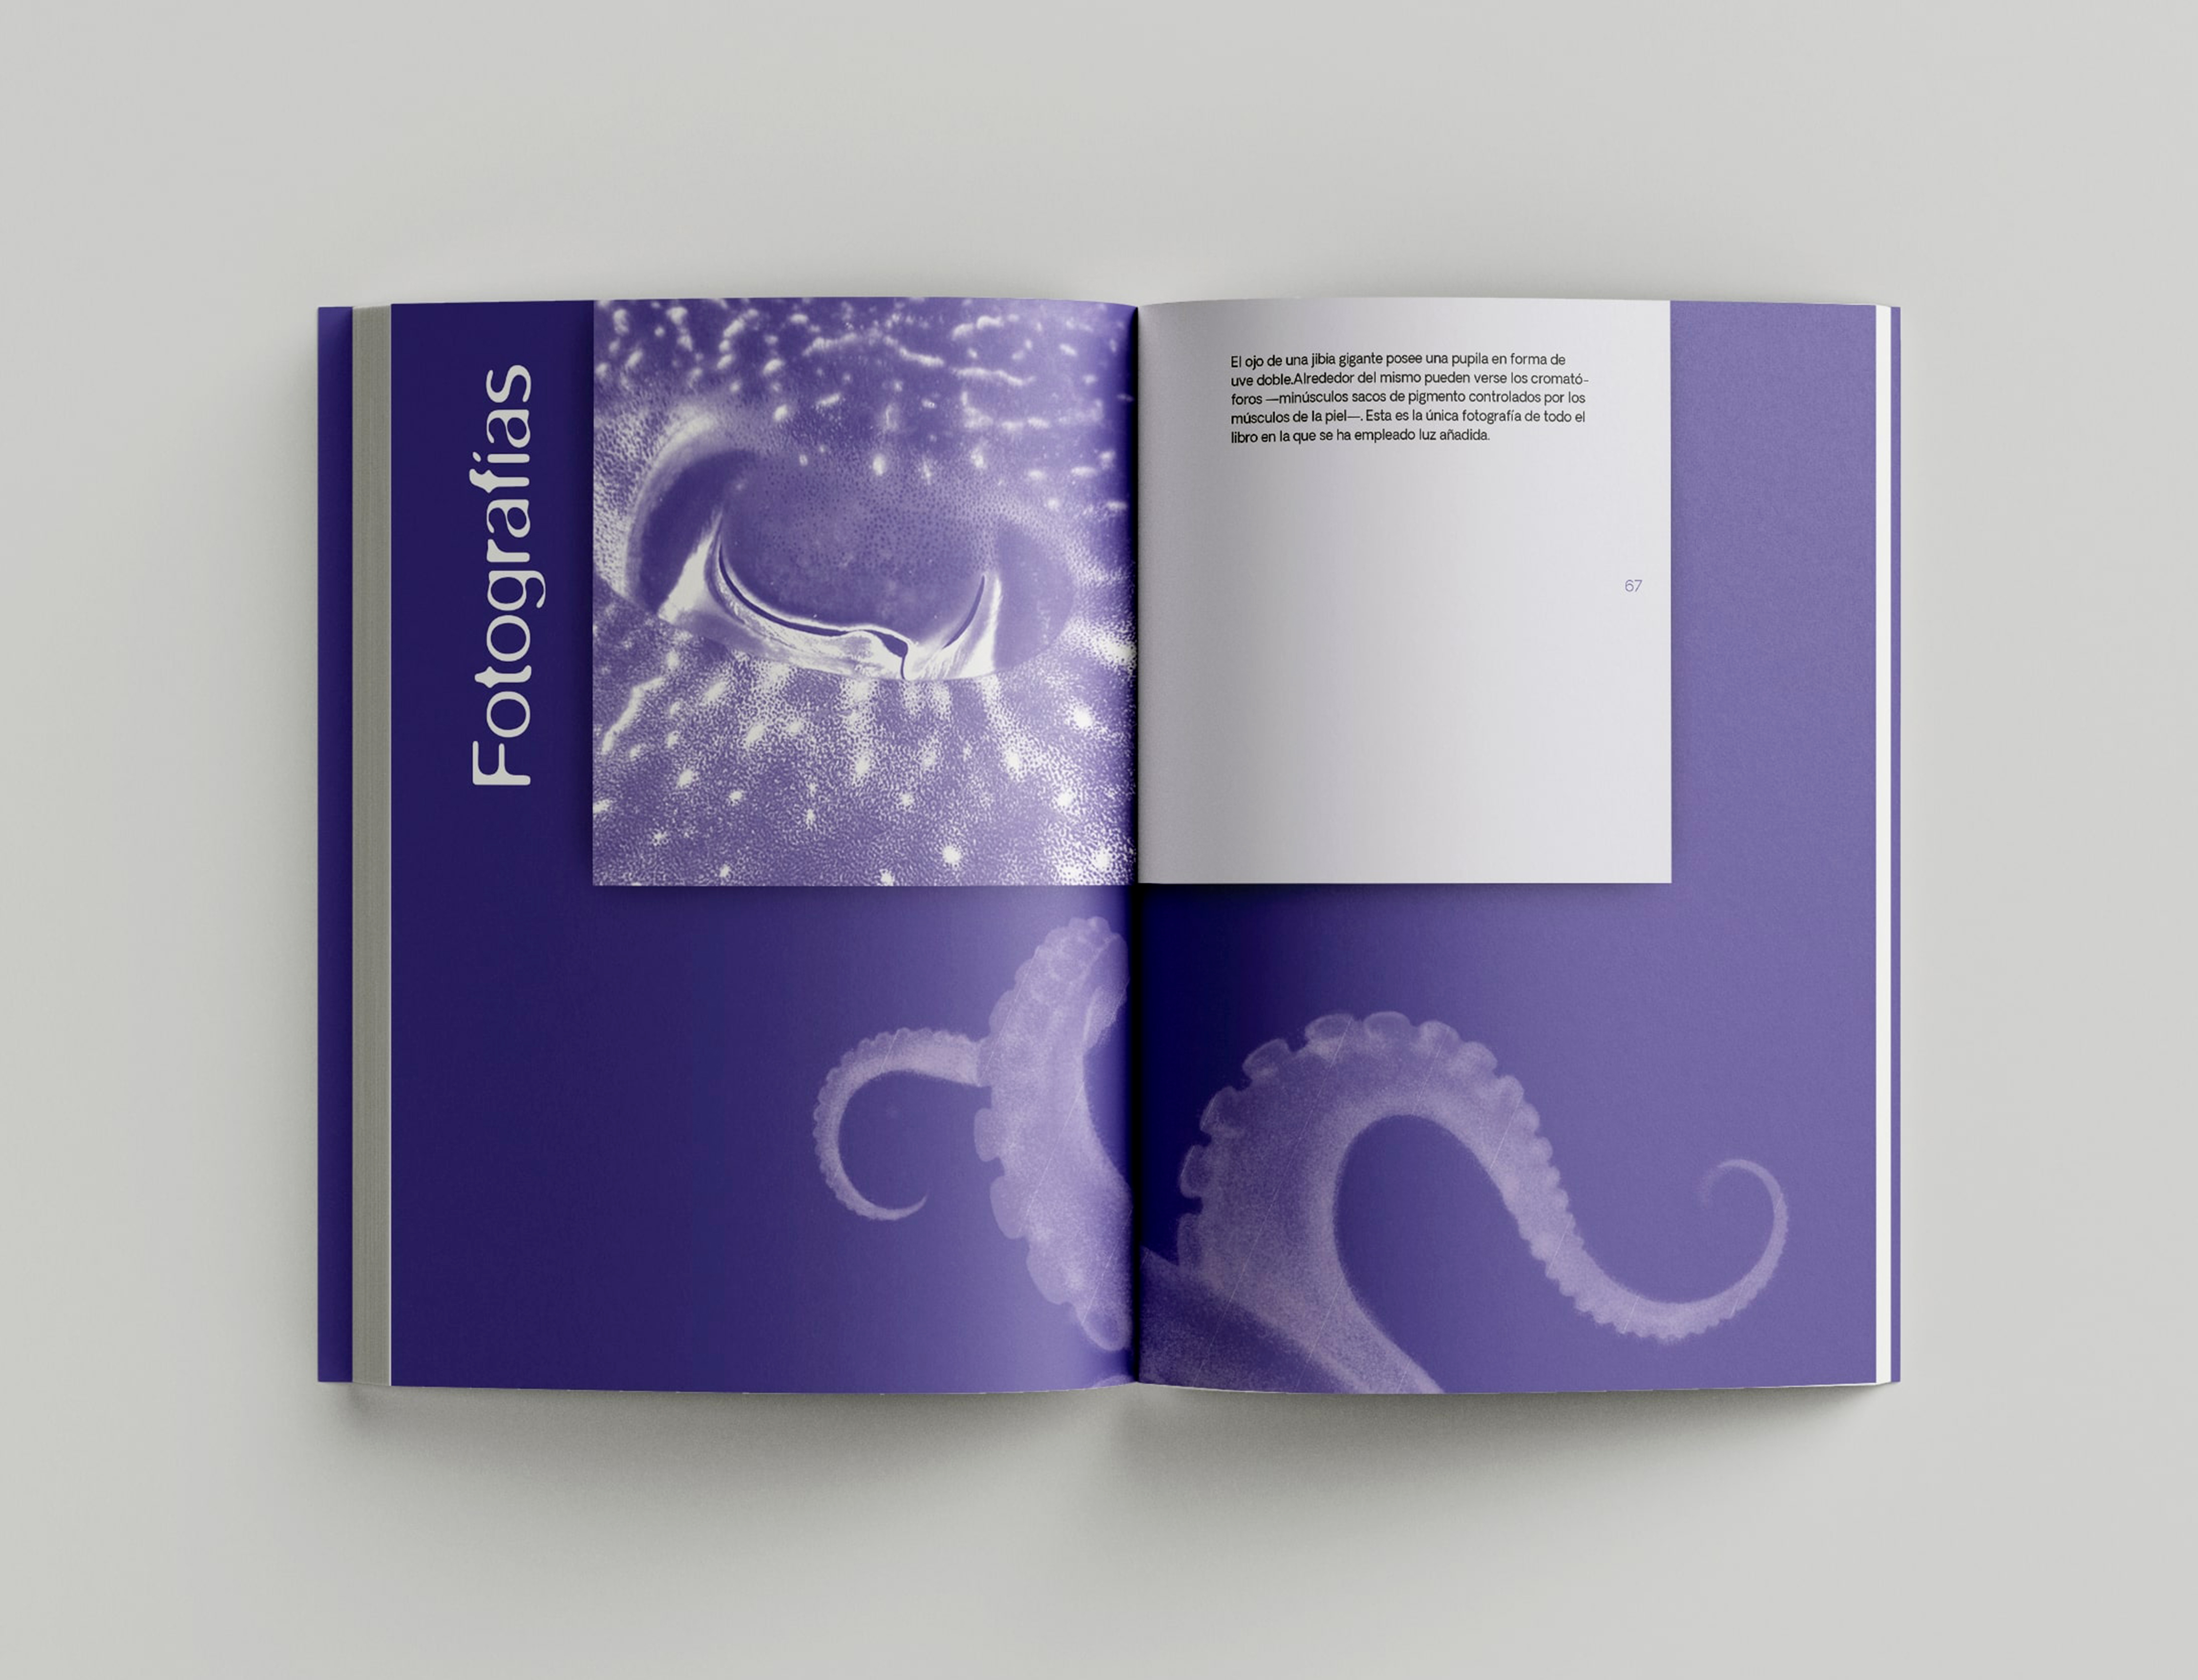 Fotografías
El ojo de una jibia gigante posee una pupila en forma de
uve doble.Alrededor del mismo pueden verse los cromató-
foros —minúsculos sacos de pigmento controlados por los
músculos de la piel—. Esta es la única fotografía de todo el
libro en la que se ha empleado luz añadida.
67